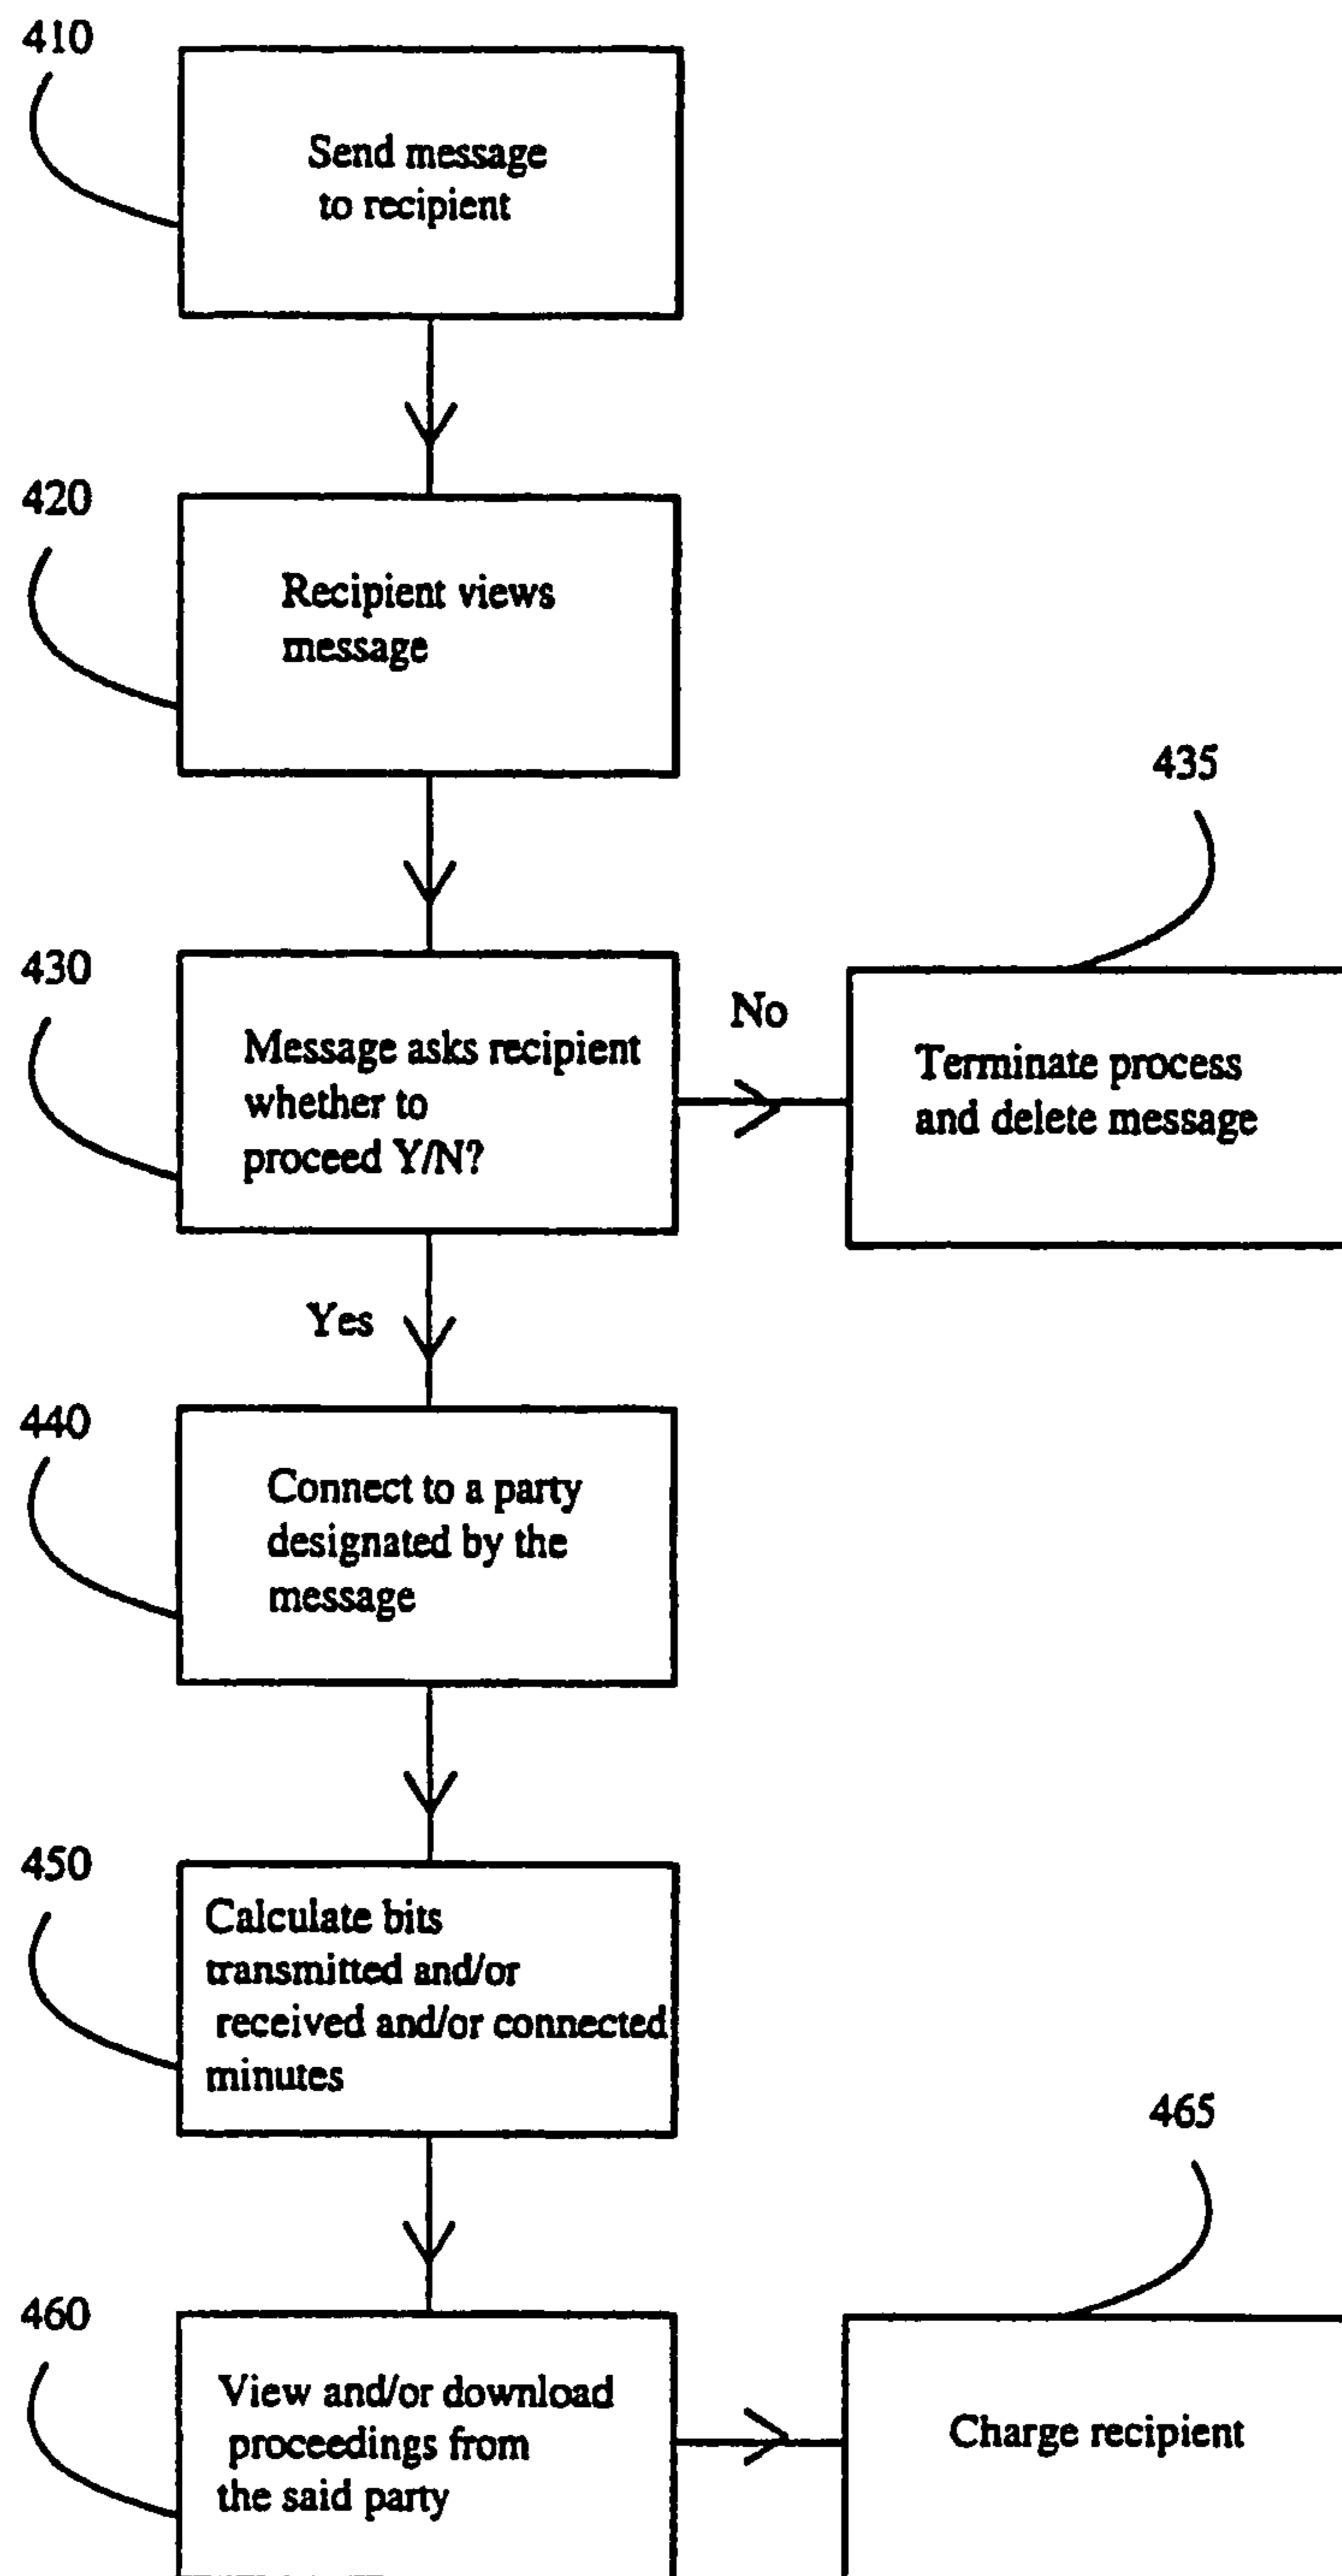 410
Send message
to recipient
420
Recipient views
message
435
430
Message asks recipient
whether to
proceed Y/N?
No
Terminate process
and delete message
Yes
440
Connect to a party
designated by the
message
450
Calculate bits
transmitted and/or
received and/or connected
minutes
465
460
View and/or download
proceedings from
the said party
Charge recipient